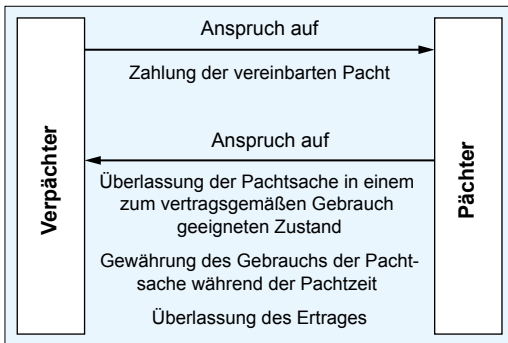 Anspruch auf
Zahlung der vereinbarten Pacht
Verpächter
Pächter
Anspruch auf
Überlassung der Pachtsache in einem
zum vertragsgemäßen Gebrauch
geeigneten Zustand
Gewährung des Gebrauchs der Pacht-
sache während der Pachtzeit
Überlassung des Ertrages